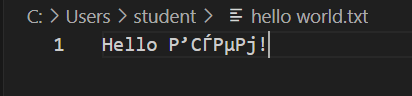 C: > Users > student > hello world.txt
1 Hello Р’СЃРµРј!